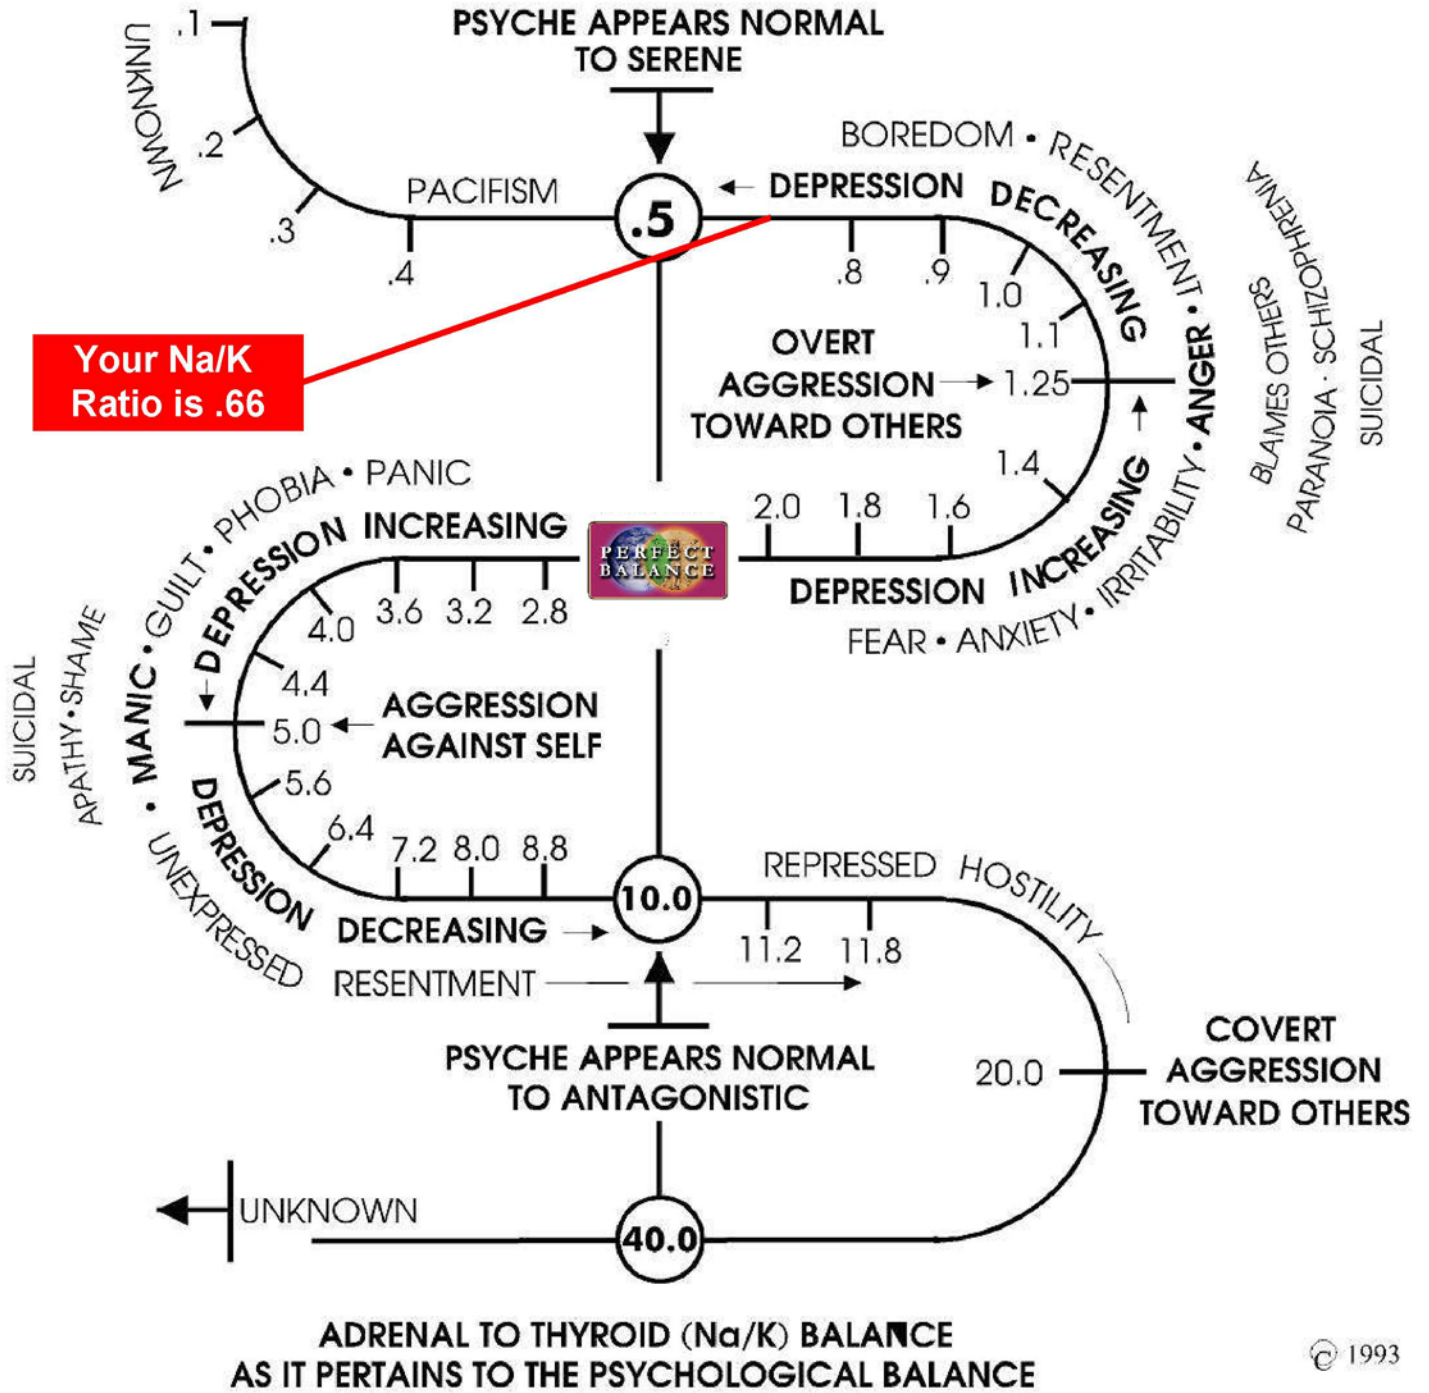 PSYCHE APPEARS NORMAL
TO SERENE
.1
UNKNOWN
.2
.3
.4
PACIFISM
.5
DEPRESSION DECREASING
BOREDOM • RESENTMENT • ANGER
.8
.9
1.0
1.1
1.25
OVERT
AGGRESSION
TOWARD OTHERS
BLAMES OTHERS
PARANOIA · SCHIZOPHRENIA
SUICIDAL
Your Na/K
Ratio is .66
1.4
1.6
1.8
2.0
DEPRESSION INCREASING
FEAR • ANXIETY • IRRITABILITY •
PERFECT
BALANCE
2.8
3.2
3.6
4.0
4.4
5.0
DEPRESSION INCREASING
• MANIC • GUILT • PHOBIA • PANIC
APATHY • SHAME
SUICIDAL
AGGRESSION
AGAINST SELF
5.6
6.4
7.2
8.0
8.8
DEPRESSION DECREASING
UNEXPRESSED RESENTMENT
10.0
REPRESSED HOSTILITY
11.2
11.8
PSYCHE APPEARS NORMAL
TO ANTAGONISTIC
20.0
COVERT
AGGRESSION
TOWARD OTHERS
UNKNOWN
40.0
ADRENAL TO THYROID (Na/K) BALANCE
AS IT PERTAINS TO THE PSYCHOLOGICAL BALANCE
© 1993